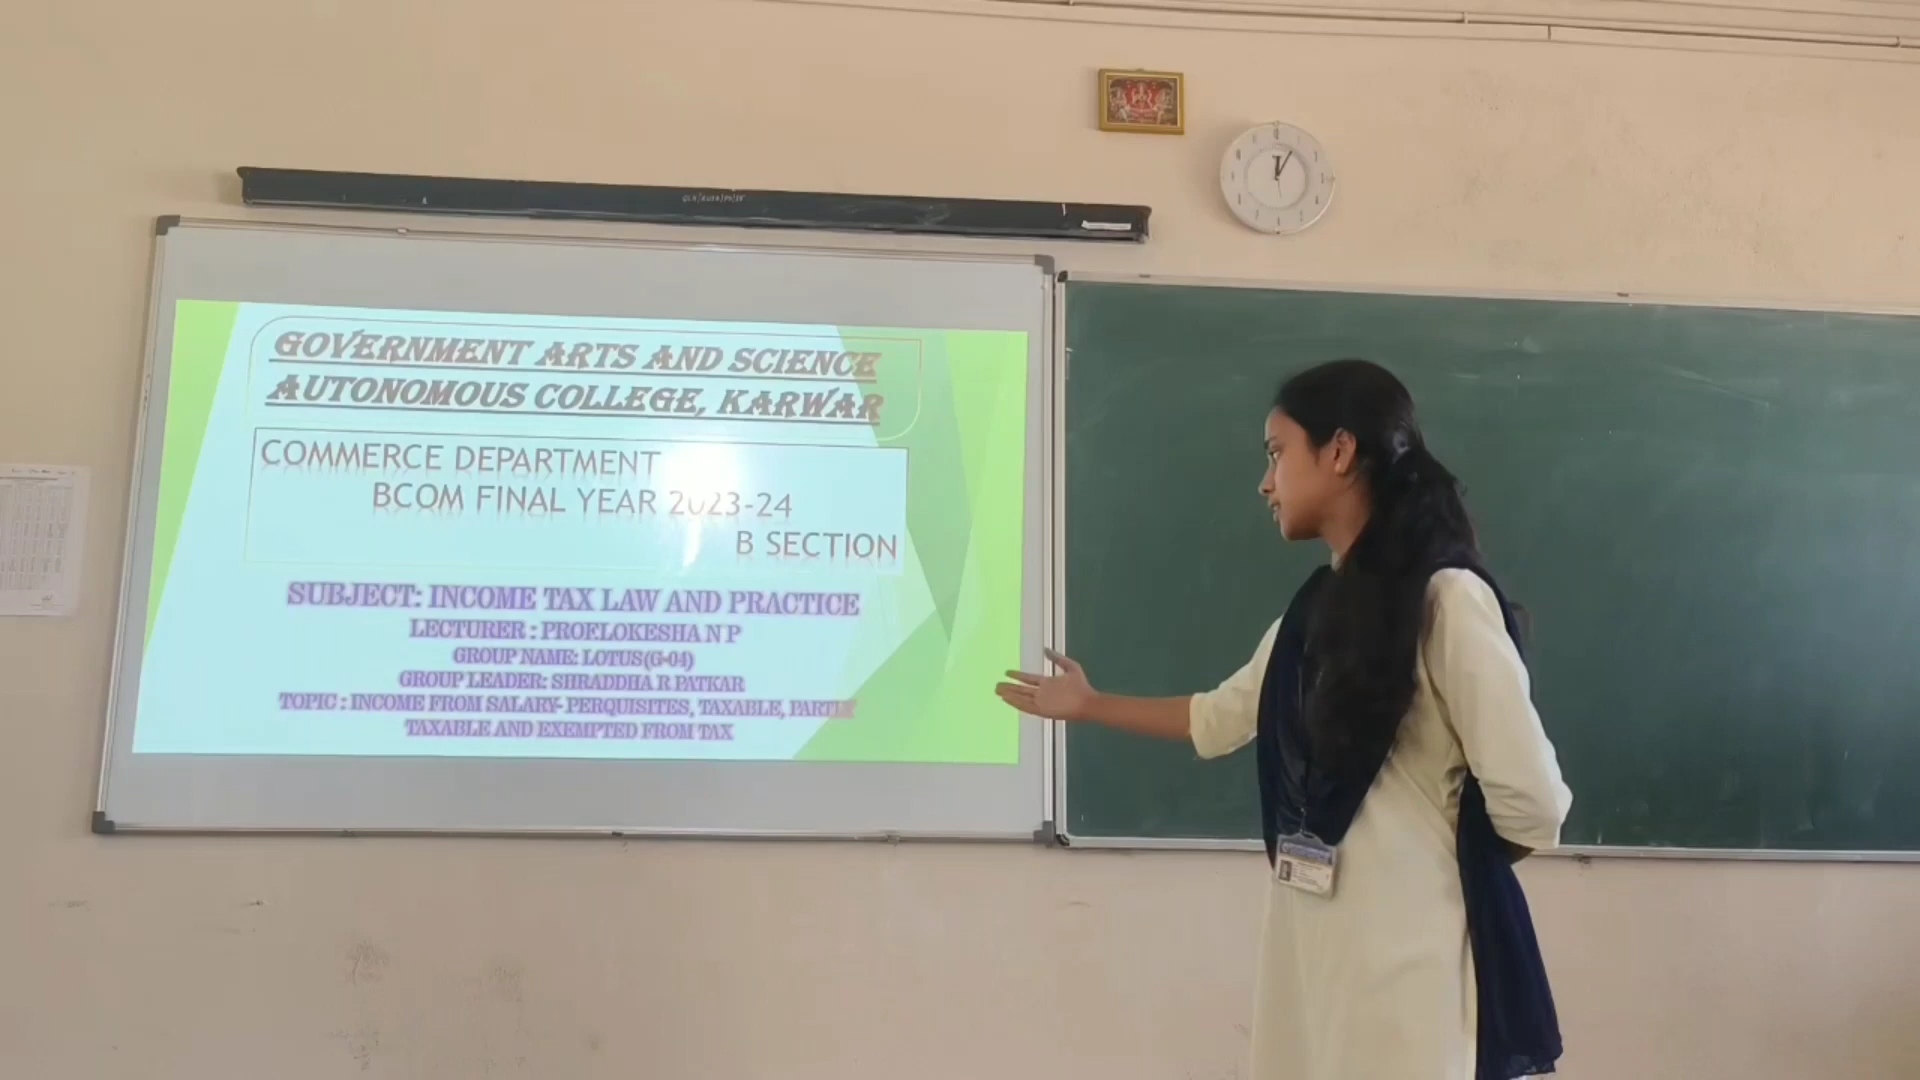 GOVERNMENT ARTS AND SCIENCE
AUTONOMOUS COLLEGE, KARWAR
COMMERCE DEPARTMENT
BCOM FINAL YEAR 2023-24
B SECTION
SUBJECT: INCOME TAX LAW AND PRACTICE
LECTURER : PROF.LOKESHA N P
GROUP NAME: LOTUS(G-04)
GROUP LEADER: SHRADDHA R PATKAR
TOPIC : INCOME FROM SALARY- PERQUISITES, TAXABLE, PARTLY
TAXABLE AND EXEMPTED FROM TAX